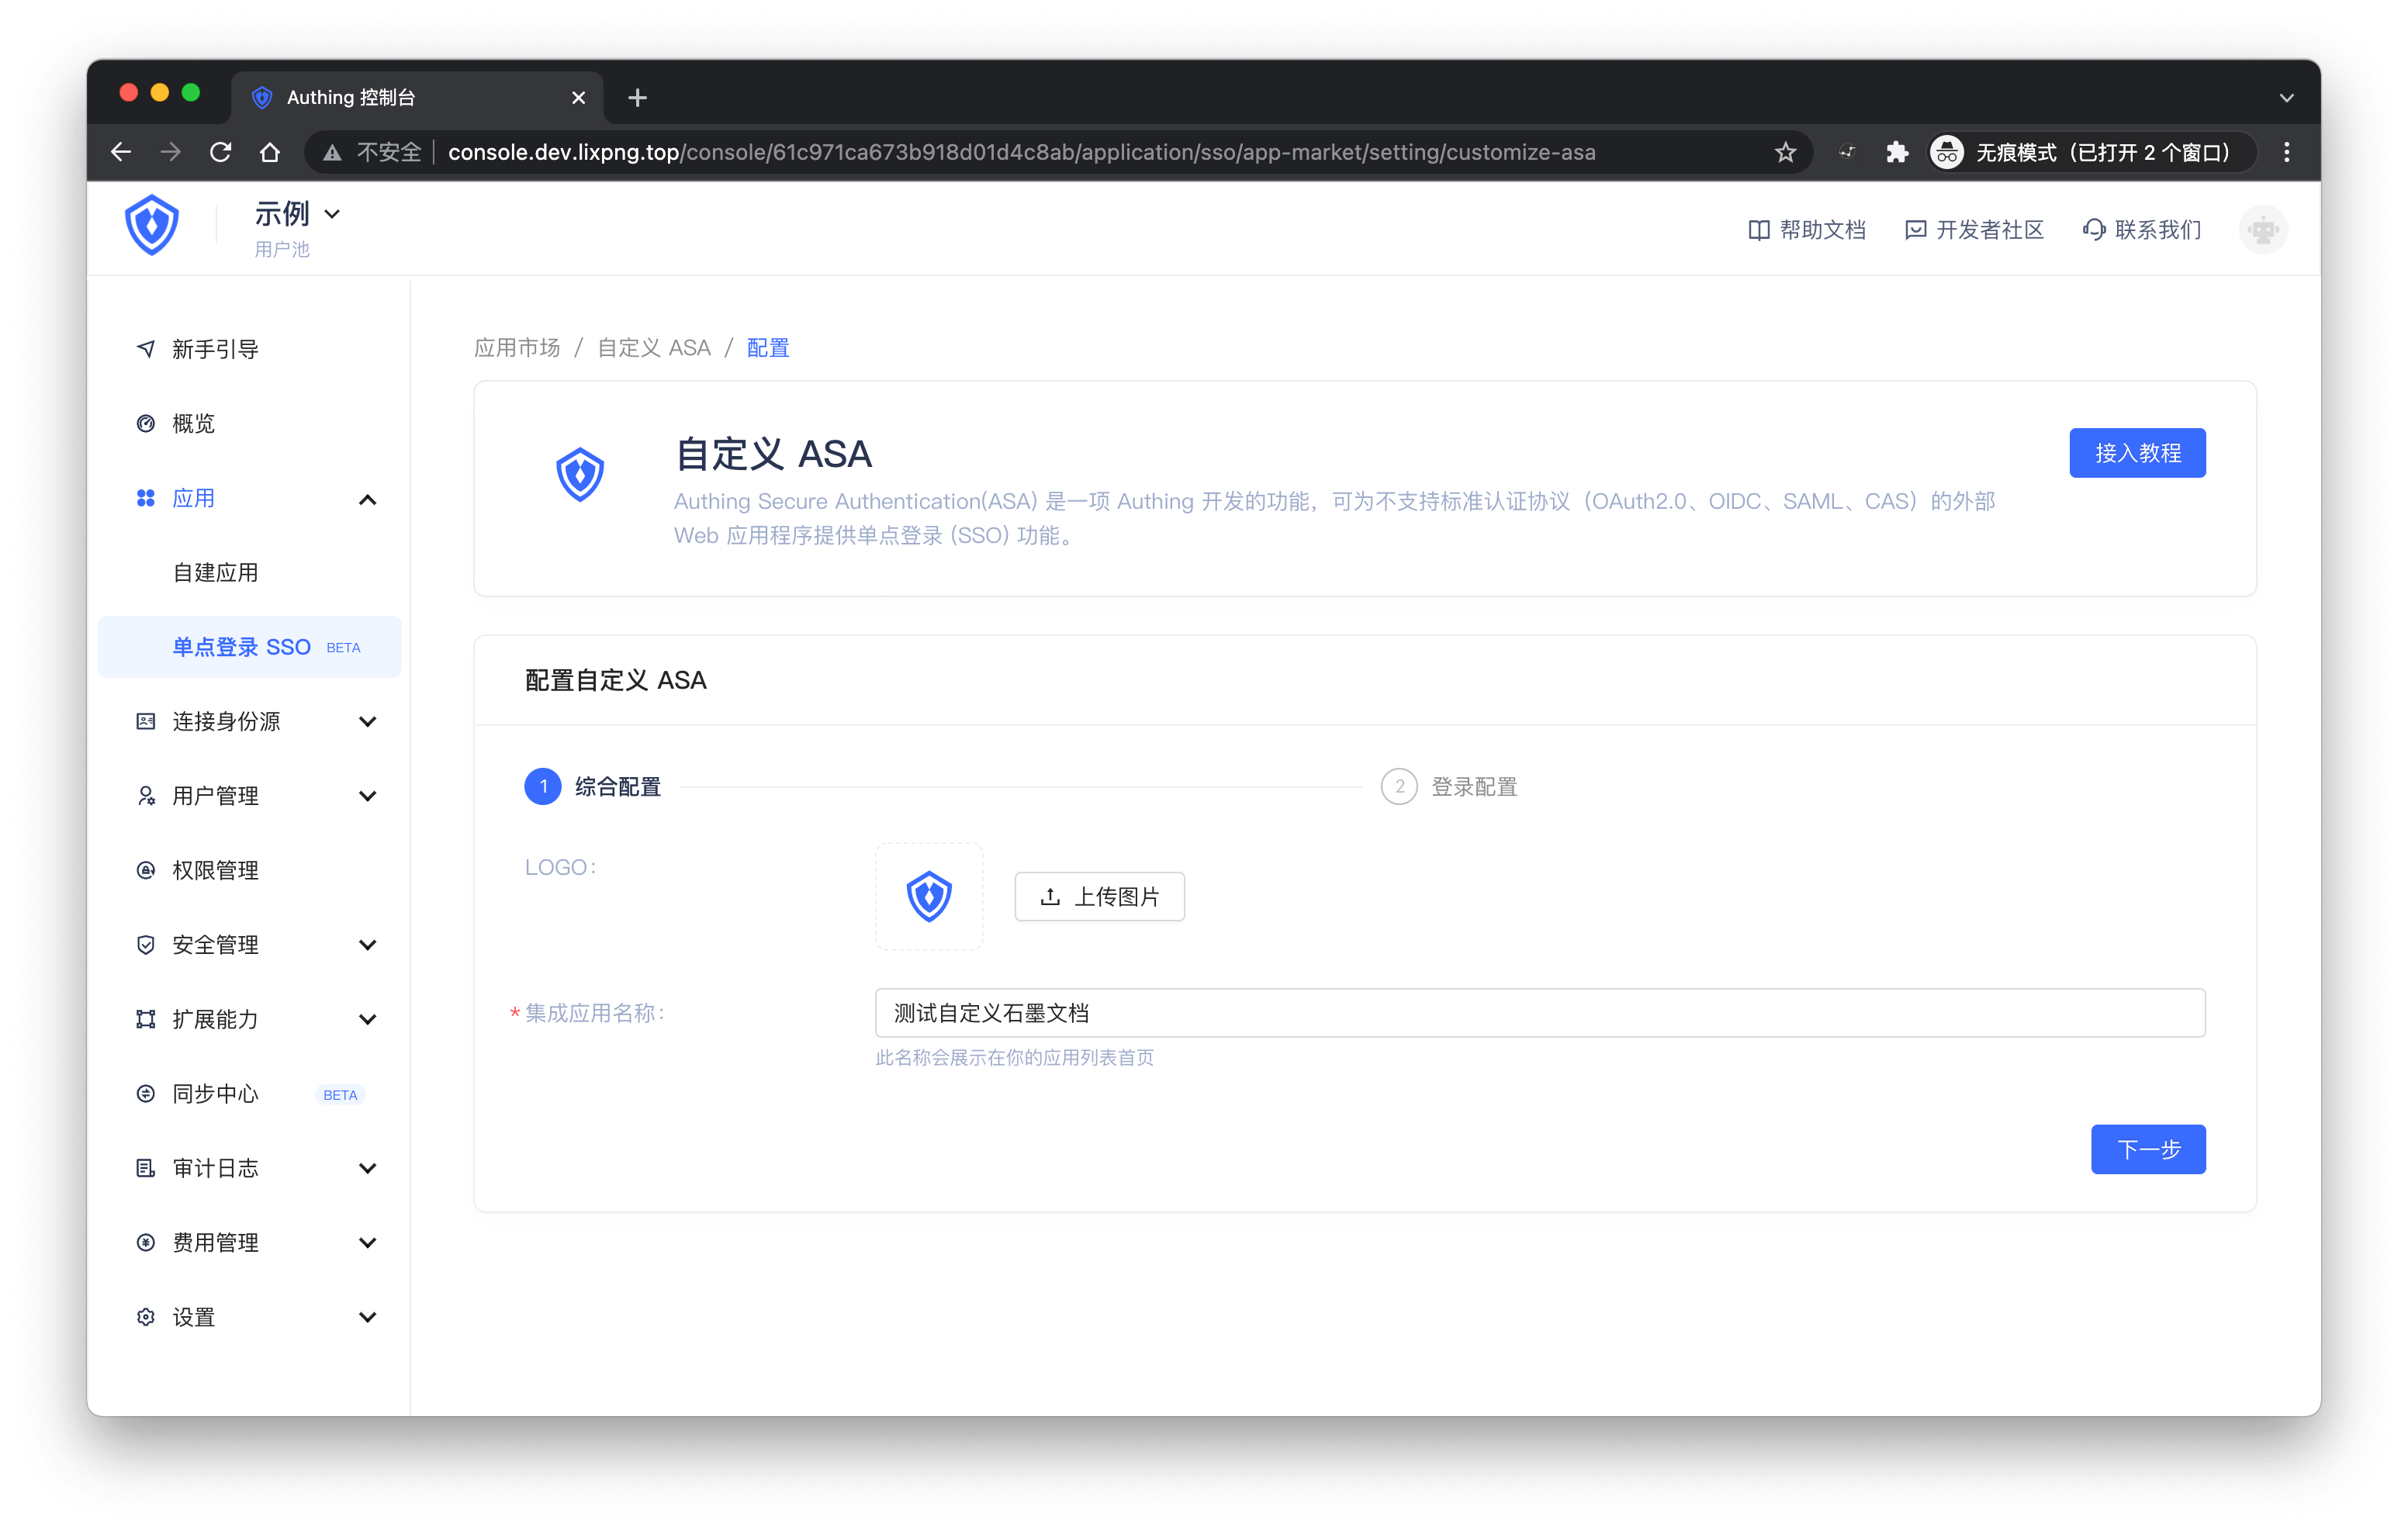 Authing 控制台
不安全 console.dev.lixpng.top/console/61c971ca673b918d01d4c8ab/application/sso/app-market/setting/customize-asa
无痕模式（已打开 2 个窗口）
示例
用户池
帮助文档
开发者社区
联系我们
新手引导
概览
应用
自建应用
单点登录 SSO BETA
连接身份源
用户管理
权限管理
安全管理
扩展能力
同步中心 BETA
审计日志
费用管理
设置
应用市场 / 自定义 ASA / 配置
自定义 ASA
接入教程
Authing Secure Authentication(ASA) 是一项 Authing 开发的功能，可为不支持标准认证协议（OAuth2.0、OIDC、SAML、CAS）的外部
Web 应用程序提供单点登录 (SSO) 功能。
配置自定义 ASA
1 综合配置
2 登录配置
LOGO：
上传图片
* 集成应用名称：
测试自定义石墨文档
此名称会展示在你的应用列表首页
下一步